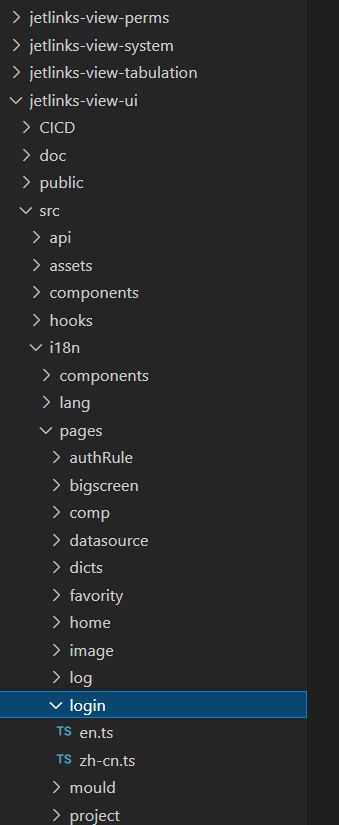 jetlinks-view-perms
jetlinks-view-system
jetlinks-view-tabulation
jetlinks-view-ui
CICD
doc
public
src
api
assets
components
hooks
i18n
components
lang
pages
authRule
bigscreen
comp
datasource
dicts
favority
home
image
log
login
TS en.ts
TS zh-cn.ts
mould
project